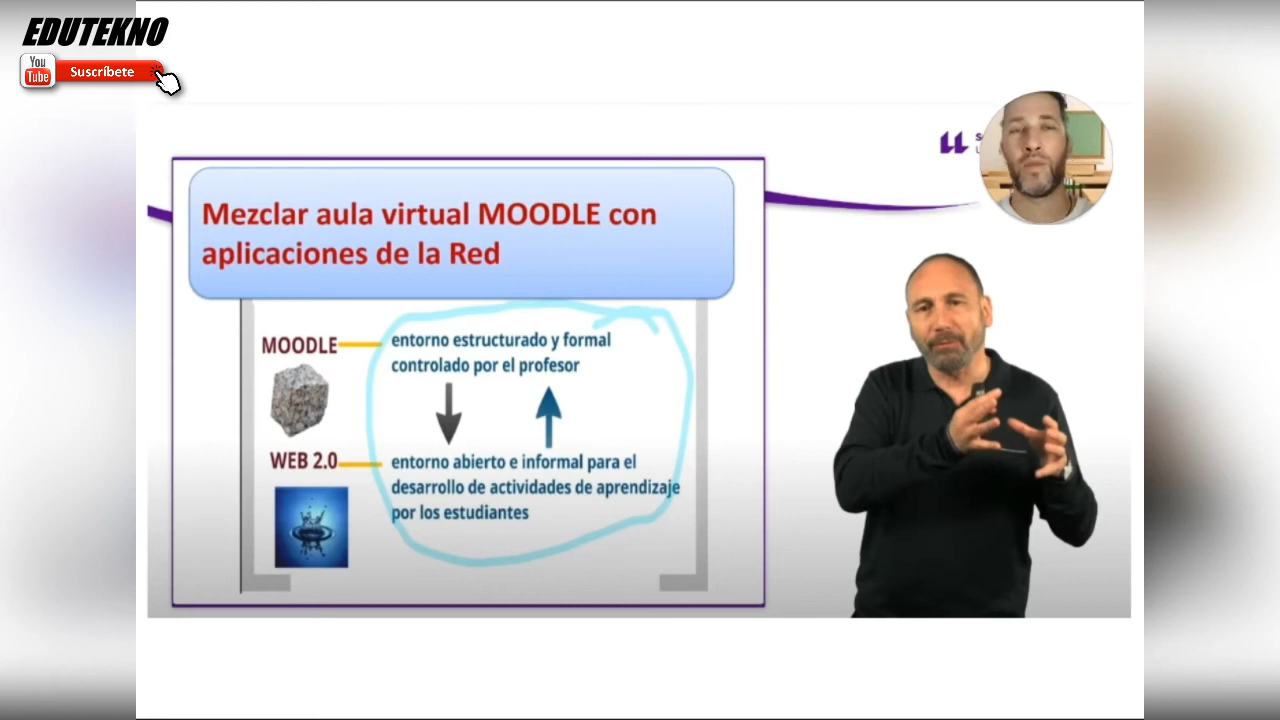 EDUTEKNO
You
Tube
Suscríbete
Mezclar aula virtual MOODLE con
aplicaciones de la Red
MOODLE
entorno estructurado y formal
controlado por el profesor
WEB 2.0
entorno abierto e informal para el
desarrollo de actividades de aprendizaje
por los estudiantes